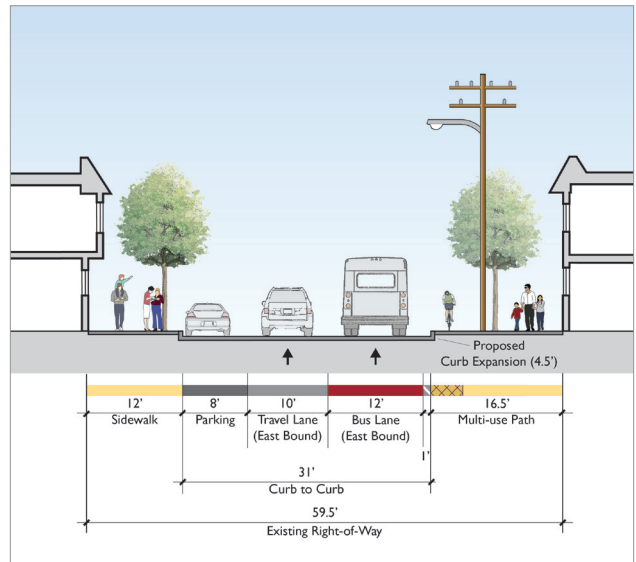 Proposed
Curb Expansion (4.5')
12'
8'
10'
12'
16.5'
Sidewalk
Parking
Travel Lane
(East Bound)
Bus Lane
(East Bound)
Multi-use Path
1'
31'
Curb to Curb
59.5'
Existing Right-of-Way